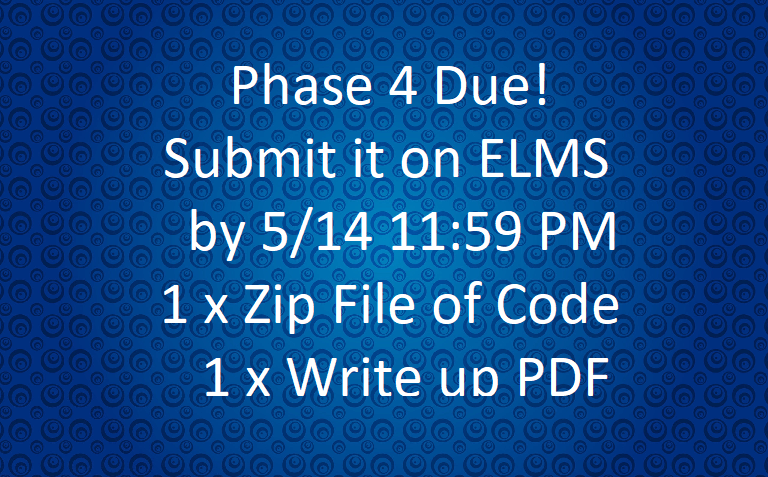 Phase 4 Due!
Submit it on ELMS
by 5/14 11:59 PM
1 x Zip File of Code
1 x Write up PDF